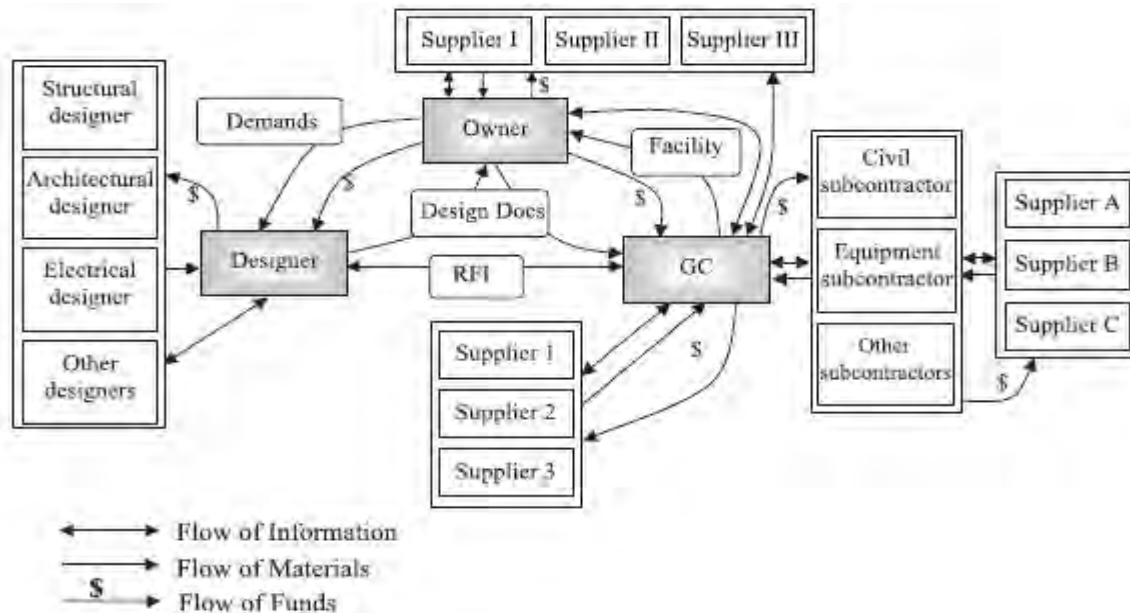 Supplier I
Supplier II
Supplier III
$
Structural
designer
Demands
Owner
Facility
Civil
subcontractor
Architectural
designer
$
$
Design Docs
$
$
Supplier A
Designer
RFI
GC
Electrical
designer
Equipment
subcontractor
Supplier B
Other
designers
Supplier 1
$
Other
subcontractors
Supplier C
$
Supplier 2
Supplier 3
Flow of Information
Flow of Materials
$
Flow of Funds